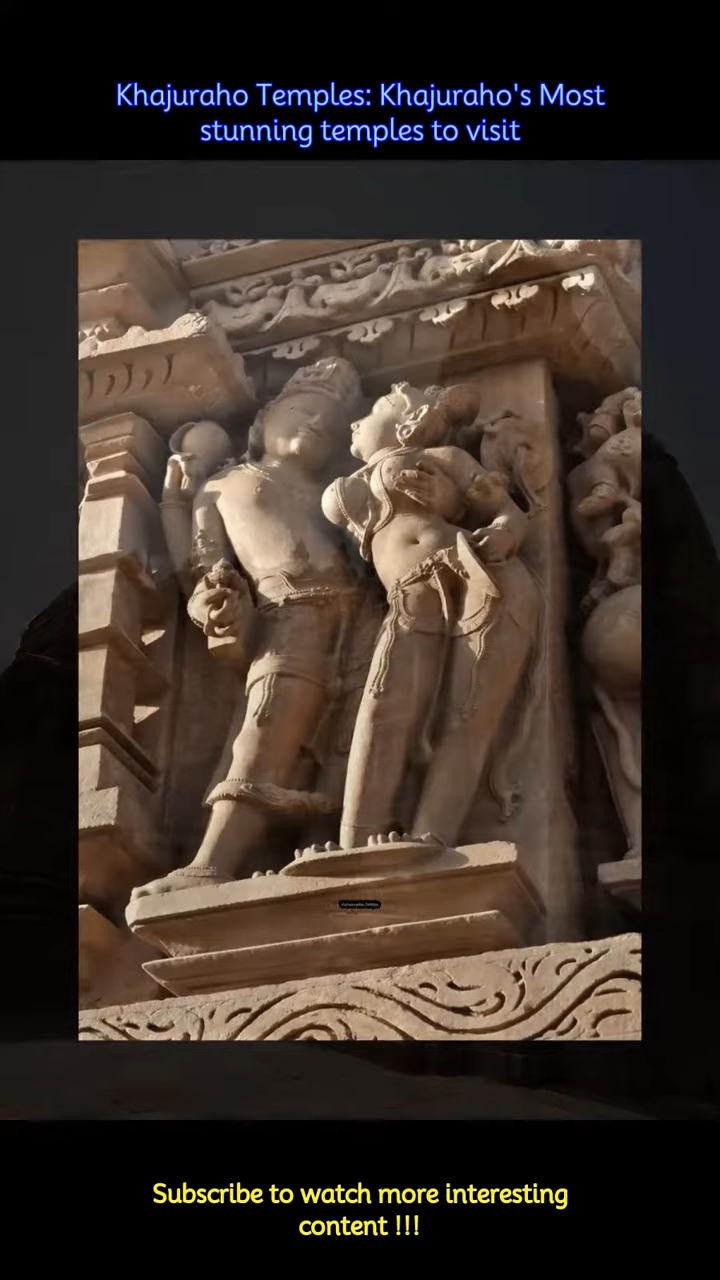 Khajuraho Temples: Khajuraho's Most
stunning temples to visit
Subscribe to watch more interesting
content !!!